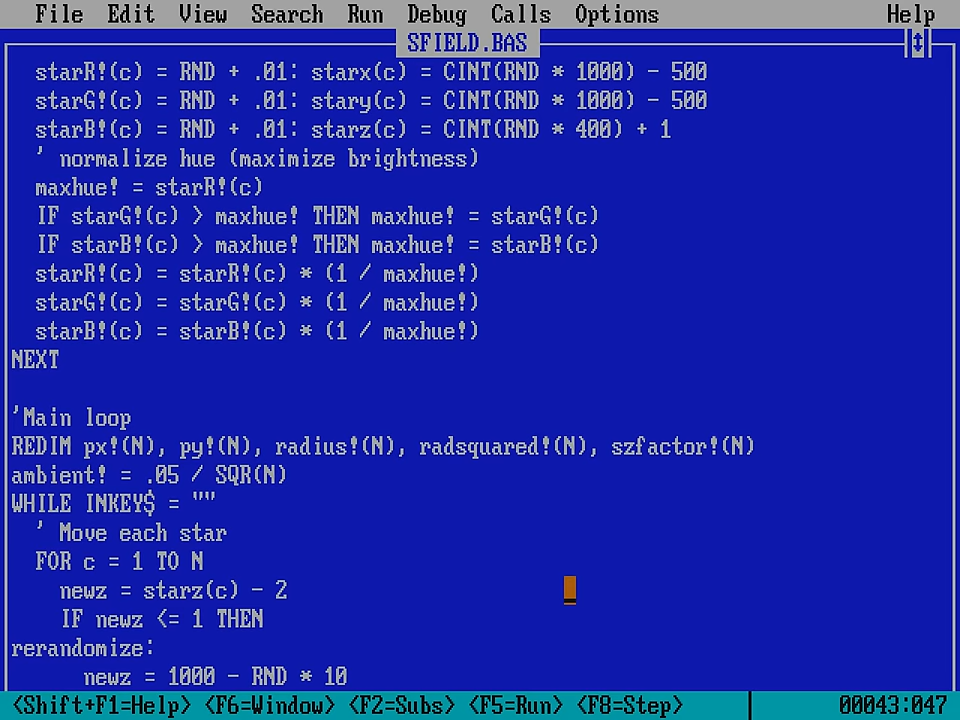 File Edit View Search Run Debug Calls Options Help
SFIELD.BAS
starR!(c) = RND + .01: starx(c) = CINT(RND * 1000) - 500
starG!(c) = RND + .01: stary(c) = CINT(RND * 1000) - 500
starB!(c) = RND + .01: starz(c) = CINT(RND * 400) + 1
' normalize hue (maximize brightness)
maxhue! = starR!(c)
IF starG!(c) > maxhue! THEN maxhue! = starG!(c)
IF starB!(c) > maxhue! THEN maxhue! = starB!(c)
starR!(c) = starR!(c) * (1 / maxhue!)
starG!(c) = starG!(c) * (1 / maxhue!)
starB!(c) = starB!(c) * (1 / maxhue!)
NEXT
'Main loop
REDIM px!(N), py!(N), radius!(N), radsquared!(N), szfactor!(N)
ambient! = .05 / SQR(N)
WHILE INKEY$ = ""
' Move each star
FOR c = 1 TO N
newz = starz(c) - 2
IF newz <= 1 THEN
rerandomize:
newz = 1000 - RND * 10
<Shift+F1=Help> <F6=Window> <F2=Subs> <F5=Run> <F8=Step> 00043:047